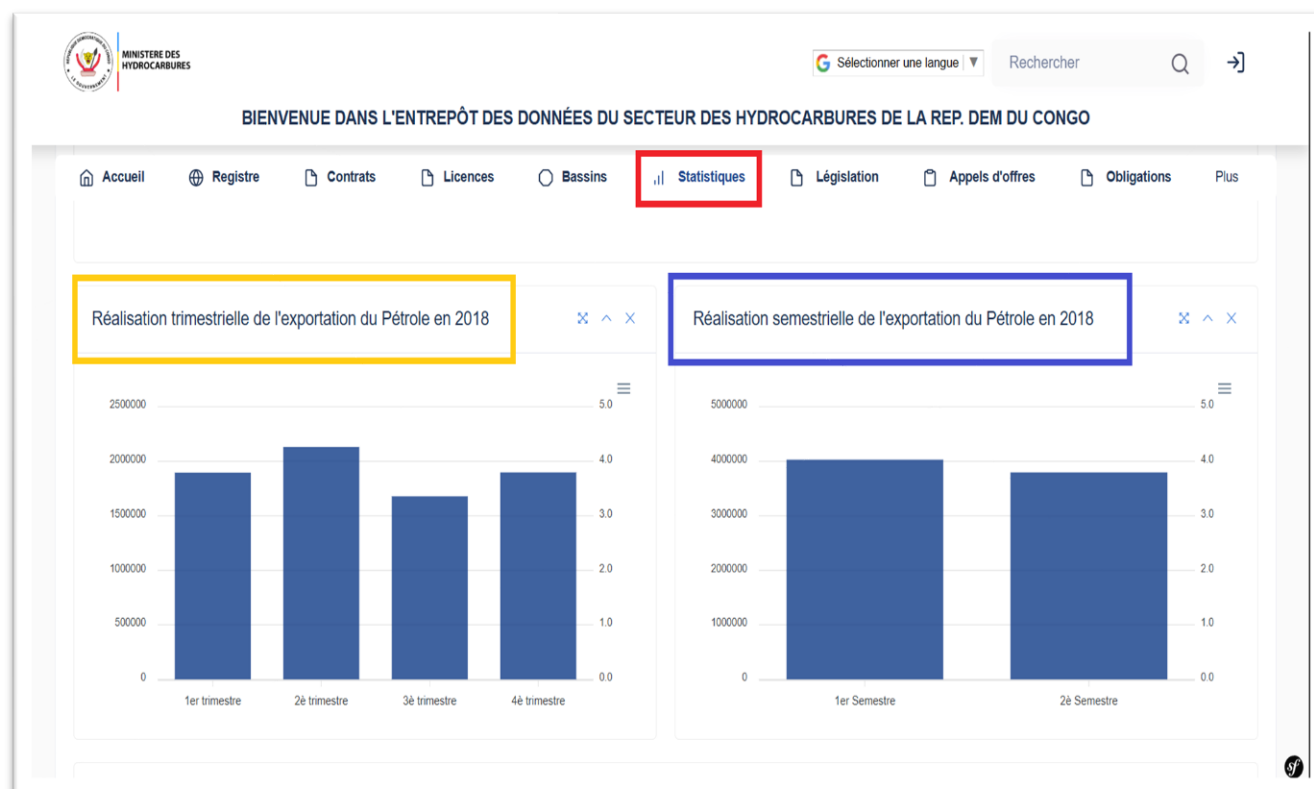 MINISTERE DES
HYDROCARBURES
Sélectionner une langue ▼
Rechercher
BIENVENUE DANS L'ENTREPÔT DES DONNÉES DU SECTEUR DES HYDROCARBURES DE LA REP. DEM DU CONGO
Accueil Registre Contrats Licences Bassins Statistiques Législation Appels d'offres Obligations Plus
Réalisation trimestrielle de l'exportation du Pétrole en 2018
2500000 5.0
2000000 4.0
1500000 3.0
1000000 2.0
500000 1.0
0 0.0
1er trimestre 2è trimestre 3è trimestre 4è trimestre
Réalisation semestrielle de l'exportation du Pétrole en 2018
5000000 5.0
4000000 4.0
3000000 3.0
2000000 2.0
1000000 1.0
0 0.0
1er Semestre 2è Semestre
sf